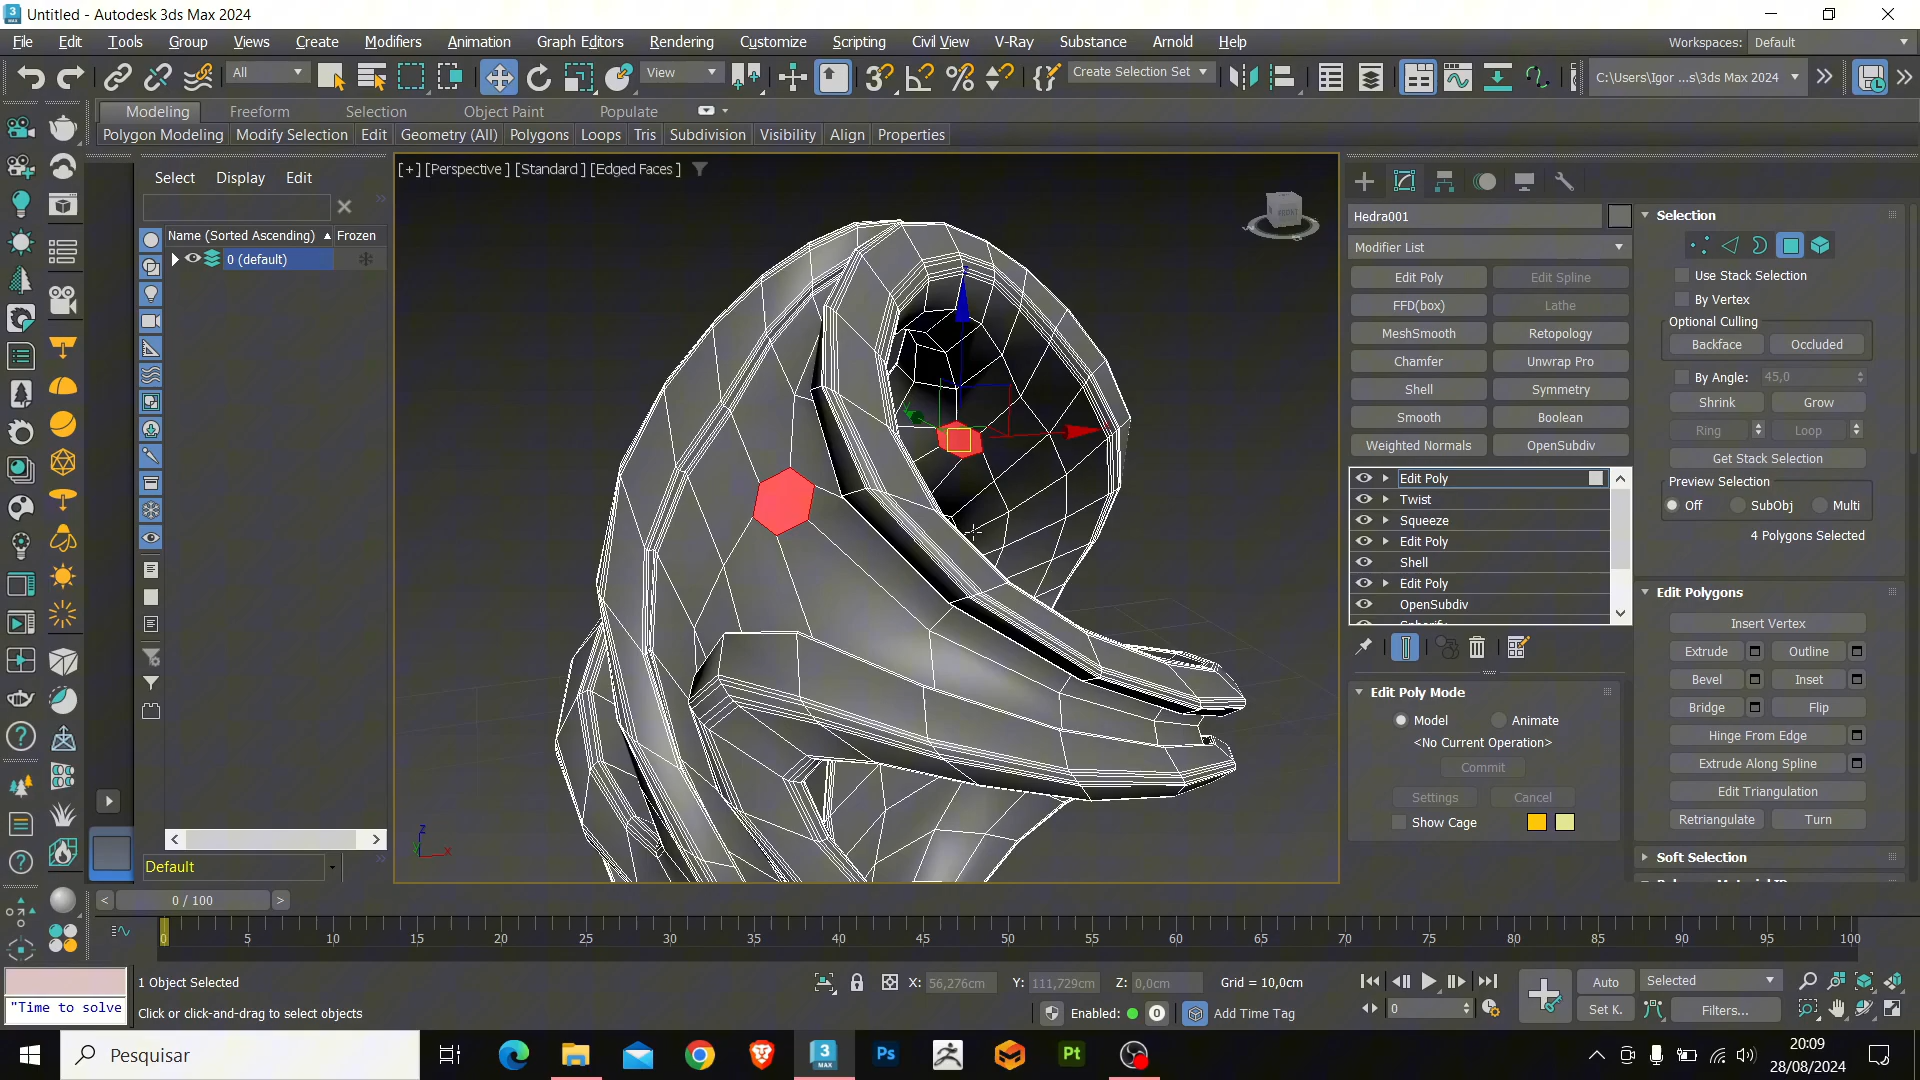 Untitled - Autodesk 3ds Max 2024
File Edit Tools Group Views Create Modifiers Animation Graph Editors Rendering Customize Scripting Civil View V-Ray Substance Arnold Help
Workspaces: Default
All
View
Create Selection Set
C:\Users\Igor ...s\3ds Max 2024
Modeling Freeform Selection Object Paint Populate
Polygon Modeling Modify Selection Edit Geometry (All) Polygons Loops Tris Subdivision Visibility Align Properties
Select Display Edit
Name (Sorted Ascending) Frozen
0 (default)
Default
[+] [Perspective ] [Standard ] [Edged Faces ]
FRONT
z
x
y
Hedra001
Modifier List
Edit Poly Edit Spline
FFD(box) Lathe
MeshSmooth Retopology
Chamfer Unwrap Pro
Shell Symmetry
Smooth Boolean
Weighted Normals OpenSubdiv
Edit Poly
Twist
Squeeze
Edit Poly
Shell
Edit Poly
OpenSubdiv
Spherify
Edit Poly Mode
Model Animate
<No Current Operation>
Commit
Settings Cancel
Show Cage
Selection
Use Stack Selection
By Vertex
Optional Culling
Backface Occluded
By Angle: 45,0
Shrink Grow
Ring Loop
Get Stack Selection
Preview Selection
Off SubObj Multi
4 Polygons Selected
Edit Polygons
Insert Vertex
Extrude Outline
Bevel Inset
Bridge Flip
Hinge From Edge
Extrude Along Spline
Edit Triangulation
Retriangulate Turn
Soft Selection
< 0 / 100 >
0 5 10 15 20 25 30 35 40 45 50 55 60 65 70 75 80 85 90 95 100
"Time to solve
1 Object Selected
Click or click-and-drag to select objects
X: 56,276cm Y: 111,729cm Z: 0,0cm Grid = 10,0cm
Enabled: 0 Add Time Tag
0
Auto Selected
Set K. Filters...
Pesquisar
3 MAX
Ps
Pt
20:09
28/08/2024